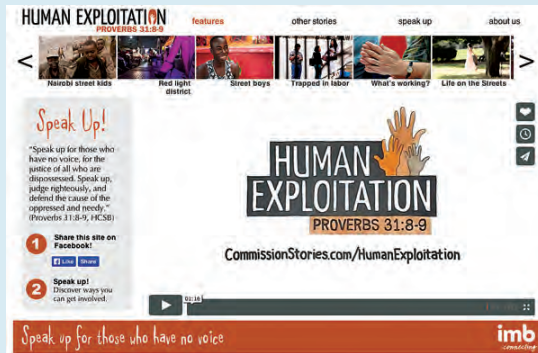 HUMAN EXPLOITATION
PROVERBS 31:8-9
features
other stories
speak up
about us
<
>
Nairobi street kids
Red light
district
Street boys
Trapped in labor
What's working?
Life on the Streets
Speak Up!
"Speak up for those who
have no voice, for the
justice of all who are
dispossessed. Speak up,
judge righteously, and
defend the cause of the
oppressed and needy."
(Proverbs 31:8-9, HCSB)
1
Share this site on
Facebook!
f Like
Share
2
Speak up!
Discover ways you
can get involved.
HUMAN
EXPLOITATION
PROVERBS 31:8-9
CommissionStories.com/HumanExploitation
01:16
Speak up for those who have no voice
imb
connecting